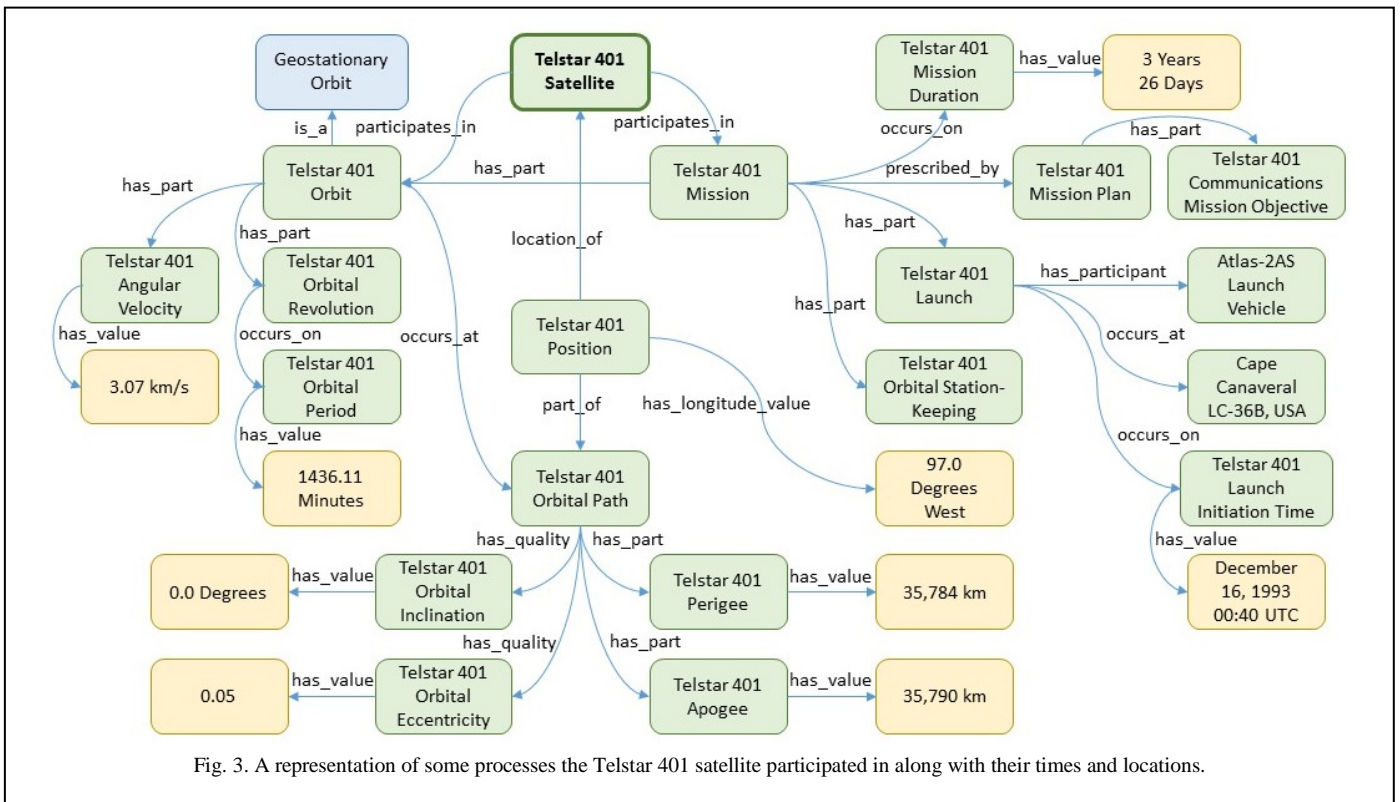 Geostationary
Orbit
Telstar 401
Satellite
Telstar 401
Mission
Duration
has_value
3 Years
26 Days
is_a
participates_in
participates_in
occurs_on
has_part
Telstar 401
Orbit
has_part
Telstar 401
Mission
prescribed_by
Telstar 401
Mission Plan
Telstar 401
Communications
Mission Objective
has_part
has_part
has_part
location_of
Telstar 401
Angular
Velocity
Telstar 401
Orbital
Revolution
Telstar 401
Launch
has_participant
Atlas-2AS
Launch
Vehicle
has_part
has_value
occurs_on
occurs_at
Telstar 401
Position
occurs_at
3.07 km/s
Telstar 401
Orbital
Period
Telstar 401
Orbital Station-
Keeping
Cape
Canaveral
LC-36B, USA
part_of
has_longitude_value
has_value
occurs_on
1436.11
Minutes
Telstar 401
Orbital Path
97.0
Degrees
West
Telstar 401
Launch
Initiation Time
has_quality
has_part
has_value
0.0 Degrees
has_value
Telstar 401
Orbital
Inclination
Telstar 401
Perigee
has_value
35,784 km
December
16, 1993
00:40 UTC
has_quality
has_part
0.05
has_value
Telstar 401
Orbital
Eccentricity
Telstar 401
Apogee
has_value
35,790 km
Fig. 3. A representation of some processes the Telstar 401 satellite participated in along with their times and locations.